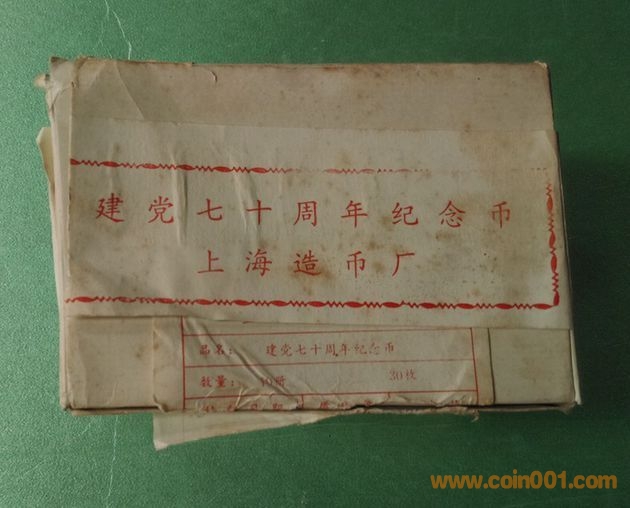 建党七十周年纪念币
上海造币厂
品名： 建党七十周年纪念币
数量： 10册 30枚
www.coin001.com